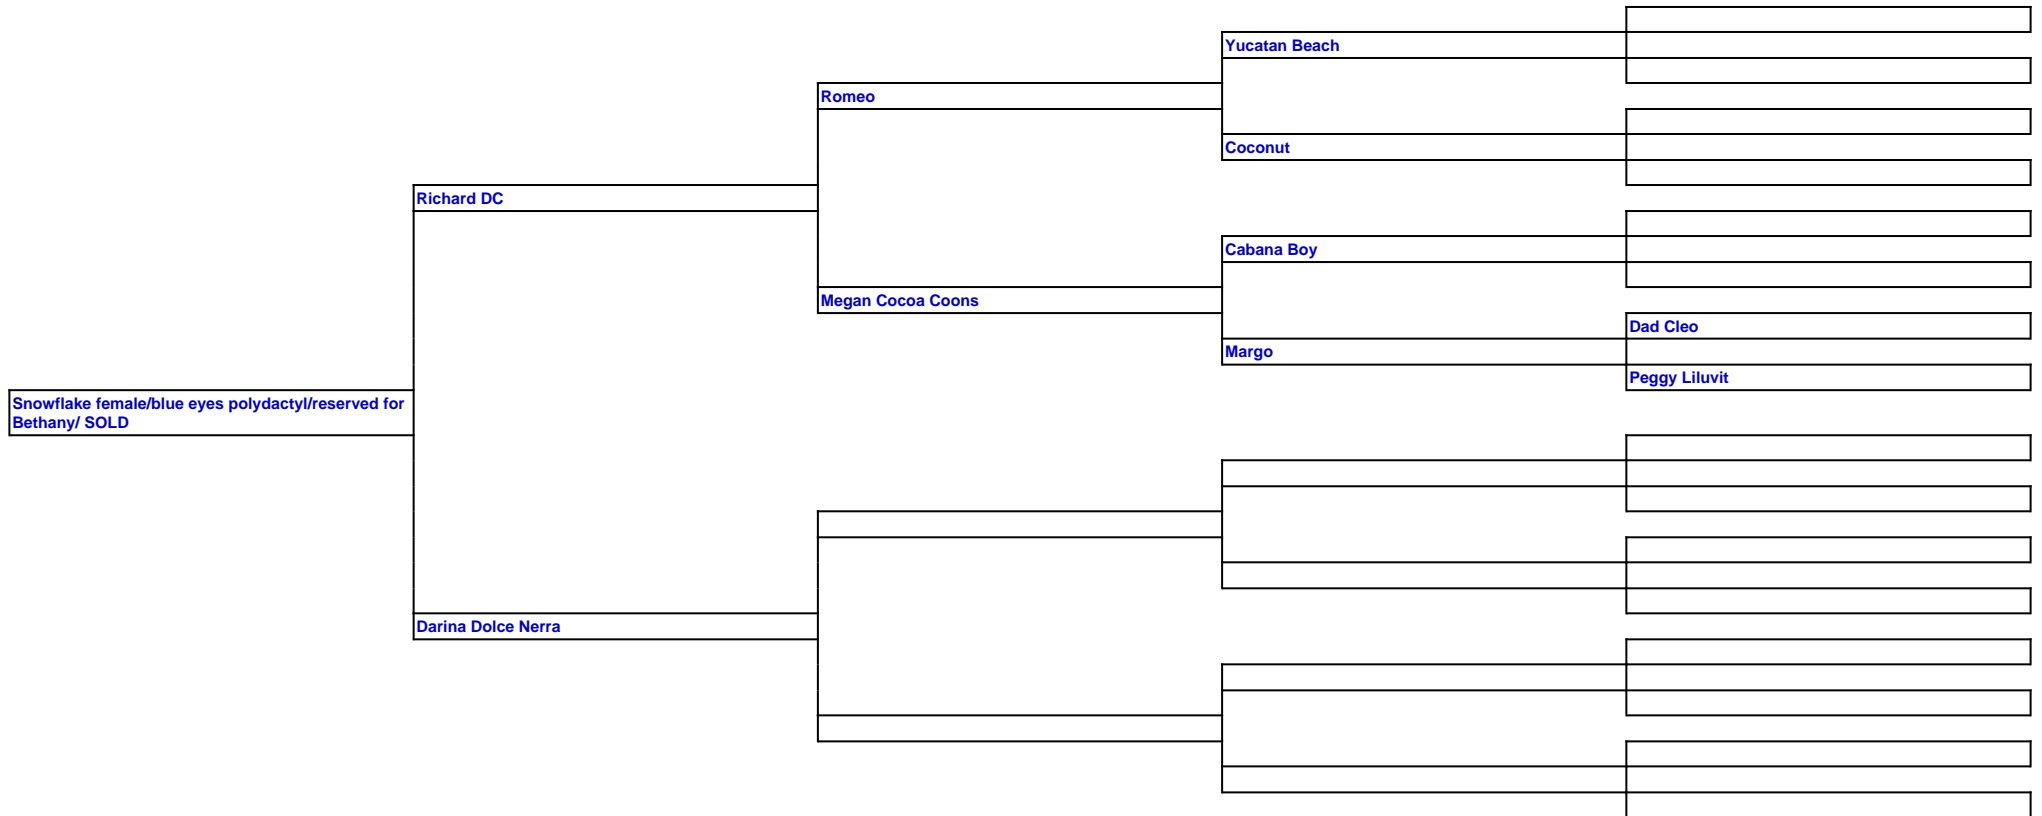 Yucatan Beach
Romeo
Coconut
Richard DC
Cabana Boy
Megan Cocoa Coons
Dad Cleo
Margo
Peggy Liluvit
Snowflake female/blue eyes polydactyl/reserved for
Bethany/ SOLD
Darina Dolce Nerra